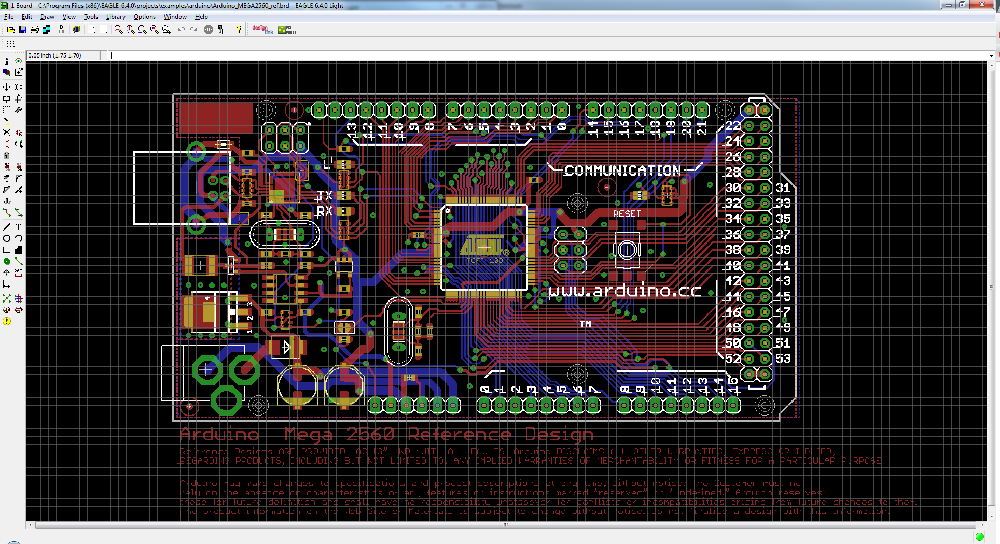 1 Board - C:\Program Files (x86)\EAGLE-6.4.0\projects\examples\arduino\Arduino_MEGA2560_ref.brd - EAGLE 6.4.0 Light
File Edit Draw View Tools Library Options Window Help
SCR ULP STOP ? design link PCB QUOTE
0.05 inch (1.75 1.70)
13 12 11 10 9 8 7 6 5 4 3 2 1 0 14 15 16 17 18 19 20 21
22
24
26
L
COMMUNICATION
28
30 31
TX
32 33
RX
RESET
34 35
36 37
ATMEL ®
38 39
TQFP 100
40 41
42 43
www.arduino.cc
44 45
4
3
46 47
2
TM
1
48 49
50 51
52 53
0 1 2 3 4 5 6 7 8 9 10 11 12 13 14 15
Arduino Mega 2560 Reference Design
Reference Designs ARE PROVIDED "AS IS" AND "WITH ALL FAULTS. Arduino DISCLAIMS ALL OTHER WARRANTIES, EXPRESS OR IMPLIED,
REGARDING PRODUCTS, INCLUDING BUT NOT LIMITED TO, ANY IMPLIED WARRANTIES OF MERCHANTABILITY OR FITNESS FOR A PARTICULAR PURPOSE
Arduino may make changes to specifications and product descriptions at any time, without notice. The Customer must not
rely on the absence or characteristics of any features or instructions marked "reserved" or "undefined." Arduino reserves
these for future definition and shall have no responsibility whatsoever for conflicts or incompatibilities arising from future changes to them.
The product information on the Web Site or Materials is subject to change without notice. Do not finalize a design with this information.